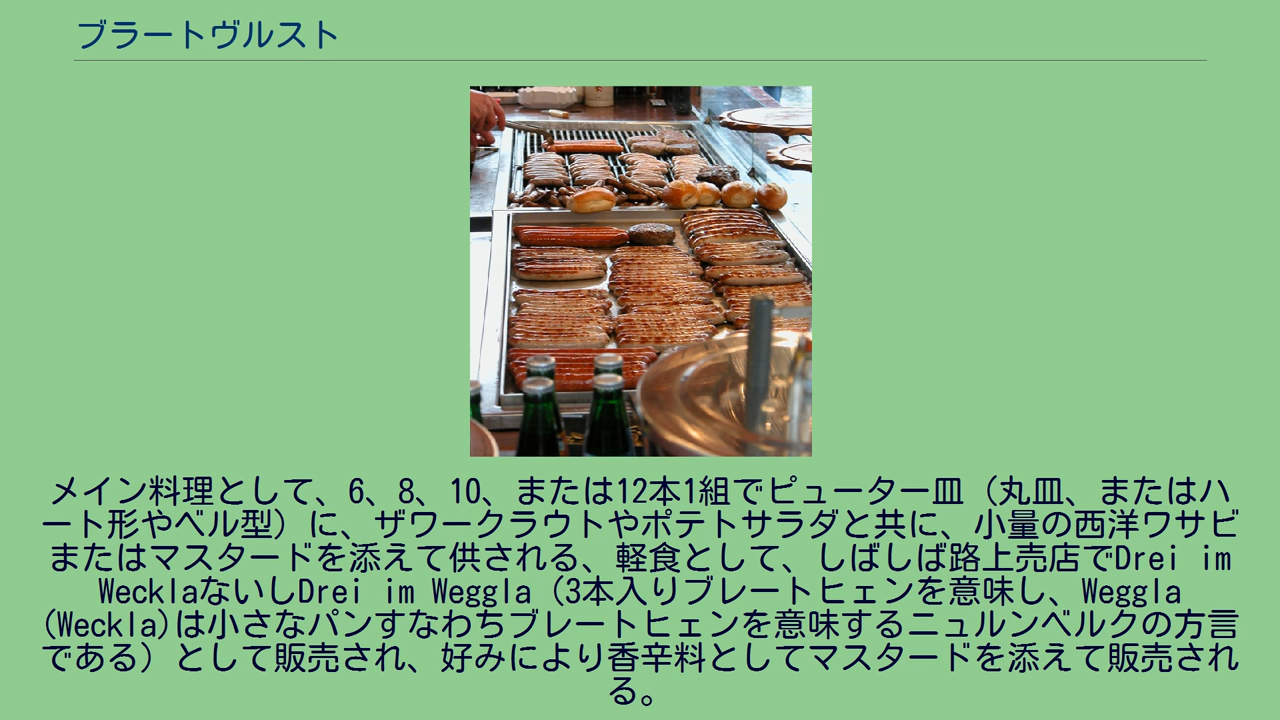 ブラートヴルスト
メイン料理として、6、8、10、または12本1組でピューター皿（丸皿、またはハ
ート形やベル型）に、ザワークラウトやポテトサラダと共に、小量の西洋ワサビ
またはマスタードを添えて供される、軽食として、しばしば路上売店でDrei im
WecklaないしDrei im Weggla（3本入りブレートヒェンを意味し、Weggla
(Weckla)は小さなパンすなわちブレートヒェンを意味するニュルンベルクの方言
である）として販売され、好みにより香辛料としてマスタードを添えて販売され
る。